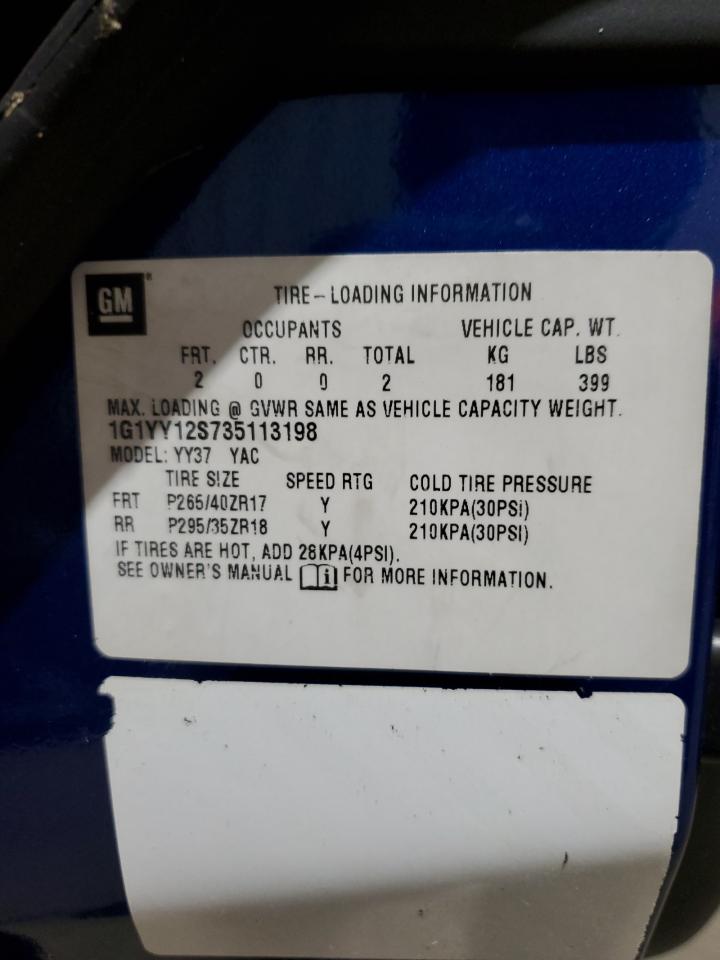 GM ®
TIRE-LOADING INFORMATION
OCCUPANTS VEHICLE CAP. WT.
FRT. CTR. RR. TOTAL KG LBS
2 0 0 2 181 399
MAX. LOADING @ GVWR SAME AS VEHICLE CAPACITY WEIGHT.
1G1YY12S735113198
MODEL: YY37 YAC
TIRE SIZE SPEED RTG COLD TIRE PRESSURE
FRT P265/40ZR17 Y 210KPA(30PSi)
RR P295/35ZR18 Y 210KPA(30PSi)
IF TIRES ARE HOT, ADD 28KPA(4PSI).
SEE OWNER'S MANUAL i FOR MORE INFORMATION.